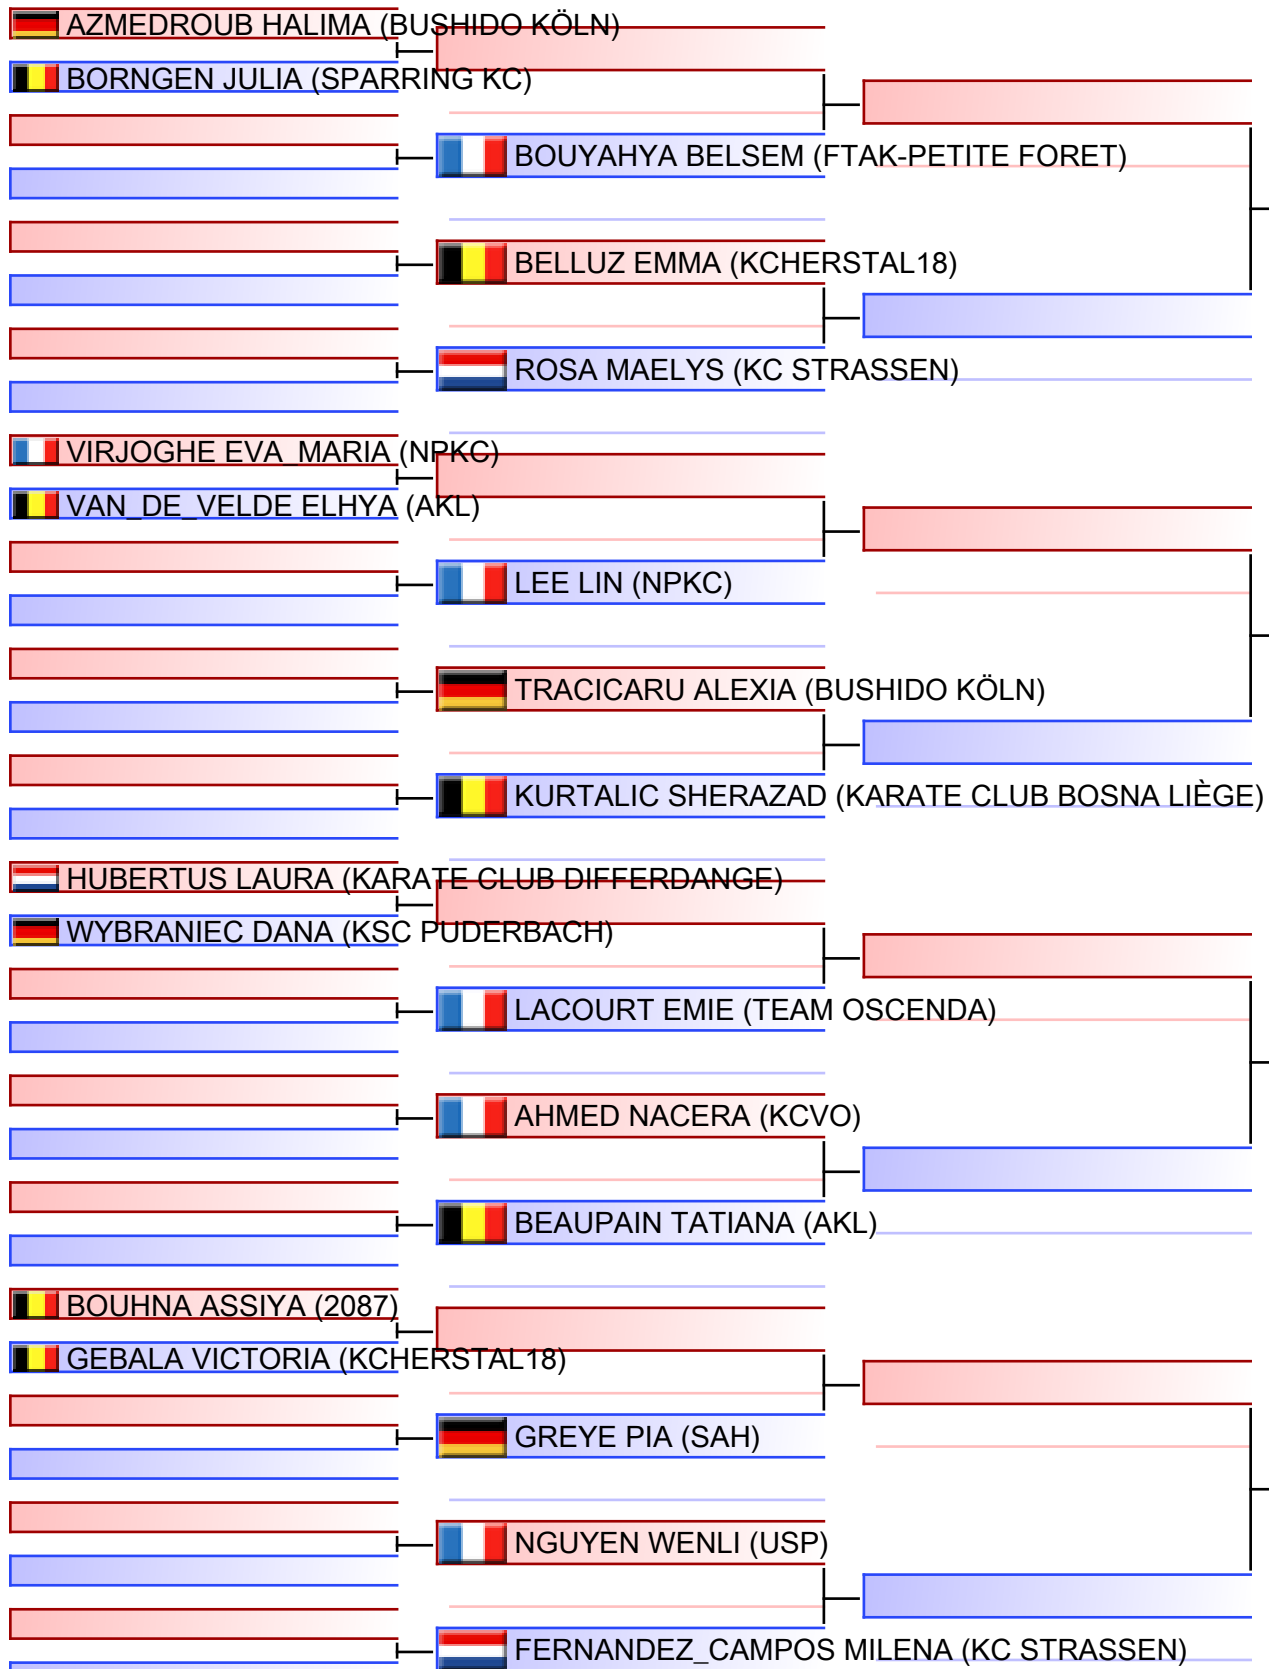 AZMEDROUB HALIMA (BUSHIDO KÖLN)
BORNGEN JULIA (SPARRING KC)
BOUYAHYA BELSEM (FTAK-PETITE FORET)
BELLUZ EMMA (KCHERSTAL18)
ROSA MAELYS (KC STRASSEN)
VIRJOGHE EVA_MARIA (NPKC)
VAN_DE_VELDE ELHYA (AKL)
LEE LIN (NPKC)
TRACICARU ALEXIA (BUSHIDO KÖLN)
KURTALIC SHERAZAD (KARATE CLUB BOSNA LIÈGE)
HUBERTUS LAURA (KARATE CLUB DIFFERDANGE)
WYBRANIEC DANA (KSC PUDERBACH)
LACOURT EMIE (TEAM OSCENDA)
AHMED NACERA (KCVO)
BEAUPAIN TATIANA (AKL)
BOUHNA ASSIYA (2087)
GEBALA VICTORIA (KCHERSTAL18)
GREYE PIA (SAH)
NGUYEN WENLI (USP)
FERNANDEZ_CAMPOS MILENA (KC STRASSEN)